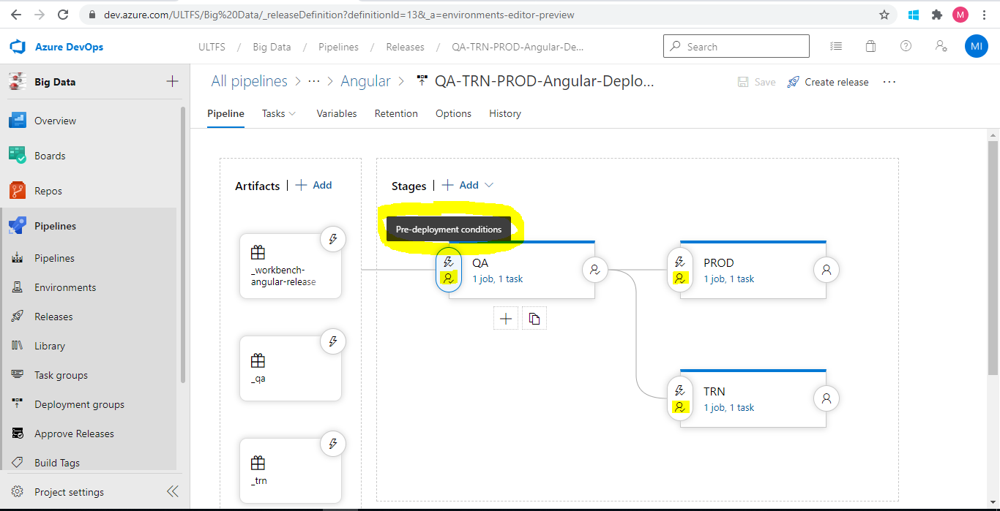 dev.azure.com/ULTFS/Big%20Data/_releaseDefinition?definitionId=13&_a=environments-editor-preview
M
Azure DevOps
ULTFS / Big Data / Pipelines / Releases / QA-TRN-PROD-Angular-De...
Search
MI
Big Data
All pipelines > ··· > Angular > QA-TRN-PROD-Angular-Deplo...
Save
Create release
···
Pipeline
Tasks
Variables
Retention
Options
History
Overview
Boards
Repos
Pipelines
Pipelines
Environments
Releases
Library
Task groups
Deployment groups
Approve Releases
Build Tags
Project settings
Artifacts | + Add
_workbench-
angular-release
_qa
_trn
Stages | + Add
Pre-deployment conditions
QA
1 job, 1 task
PROD
1 job, 1 task
TRN
1 job, 1 task